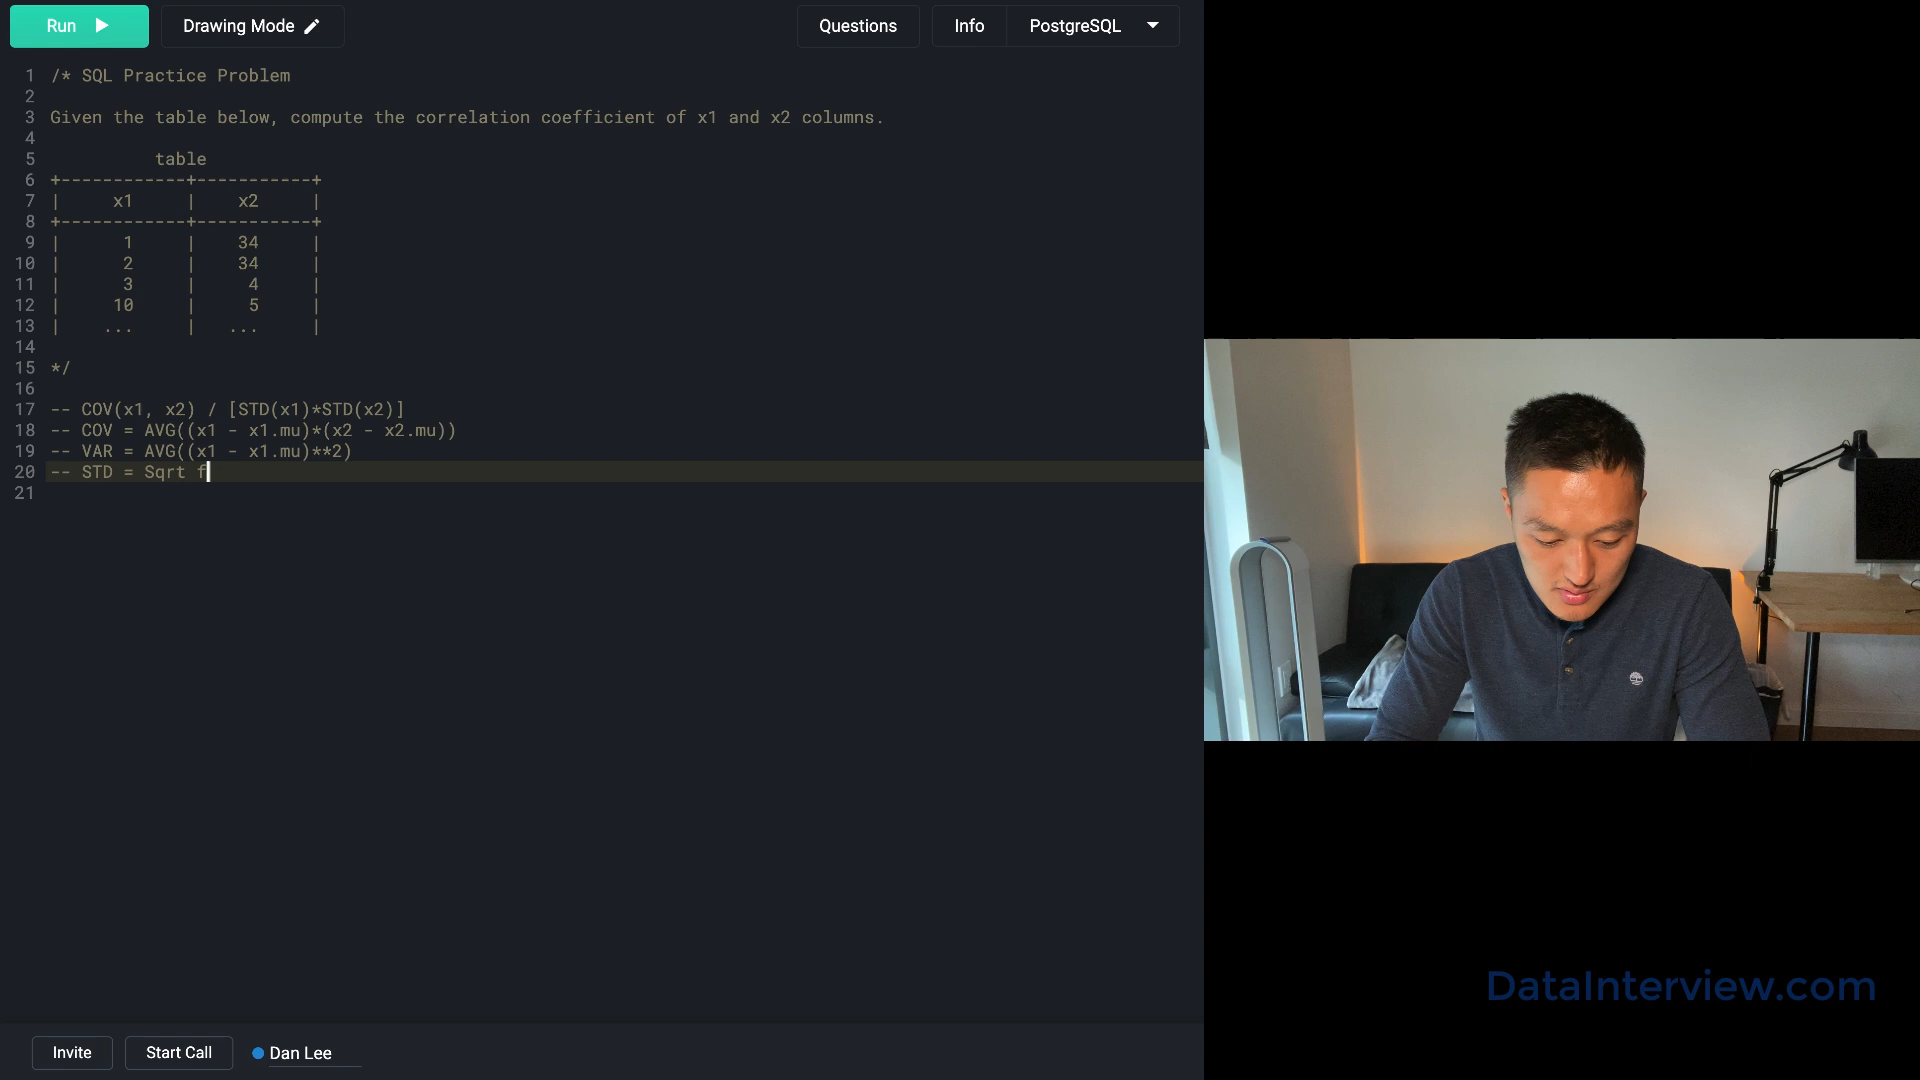 Run
Drawing Mode
Questions
Info
PostgreSQL
1 /* SQL Practice Problem
2
3 Given the table below, compute the correlation coefficient of x1 and x2 columns.
4
5           table
6 +------------+-----------+
7 |     x1     |    x2     |
8 +------------+-----------+
9 |      1     |    34     |
10 |      2     |    34     |
11 |      3     |     4     |
12 |     10     |     5     |
13 |    ...     |   ...     |
14
15 */
16
17 -- COV(x1, x2) / [STD(x1)*STD(x2)]
18 -- COV = AVG((x1 - x1.mu)*(x2 - x2.mu))
19 -- VAR = AVG((x1 - x1.mu)**2)
20 -- STD = Sqrt f
21
DataInterview.com
Invite
Start Call
Dan Lee